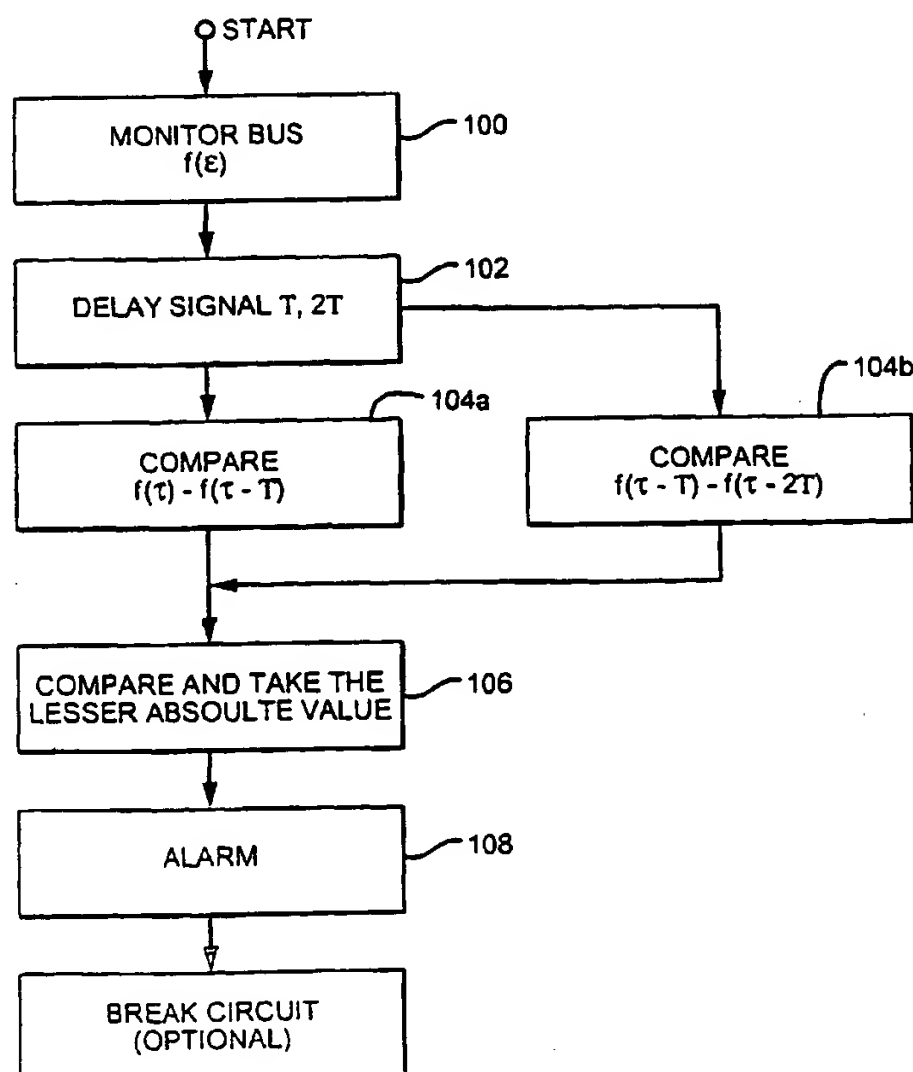 START
MONITOR BUS
f(ε)
100
DELAY SIGNAL T, 2T
102
COMPARE
f(τ) - f(τ - T)
104a
COMPARE
f(τ - T) - f(τ - 2T)
104b
COMPARE AND TAKE THE
LESSER ABSOULTE VALUE
106
ALARM
108
BREAK CIRCUIT
(OPTIONAL)